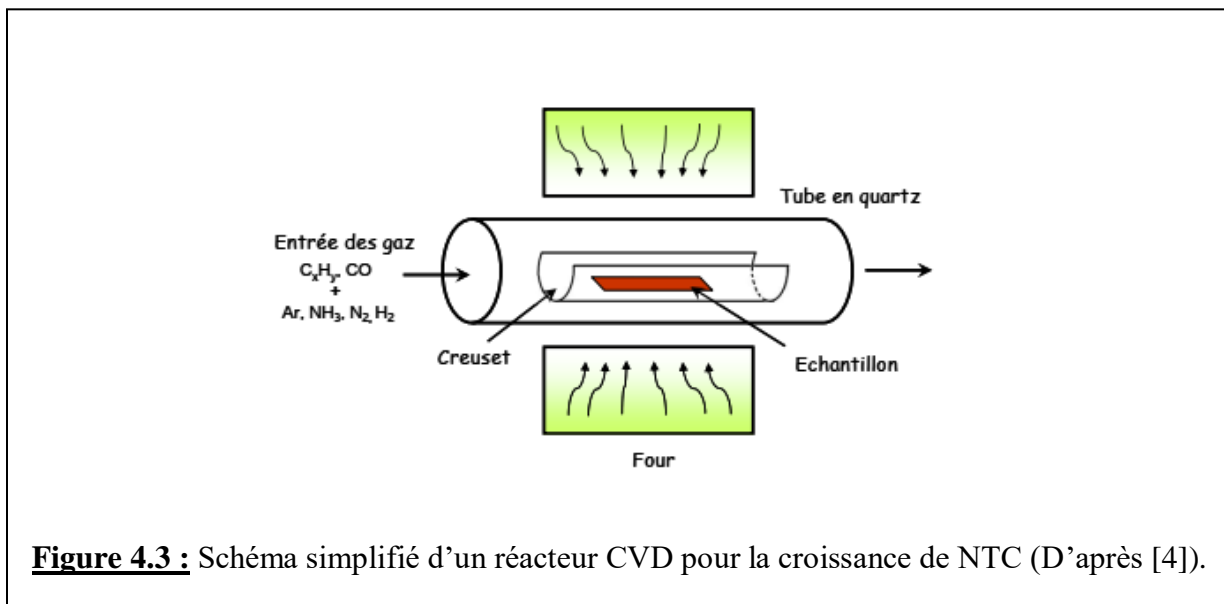 Tube en quartz
Entrée des gaz
CxHy, CO
+
Ar, NH3, N2, H2
Creuset
Echantillon
Four
Figure 4.3 : Schéma simplifié d’un réacteur CVD pour la croissance de NTC (D’après [4]).